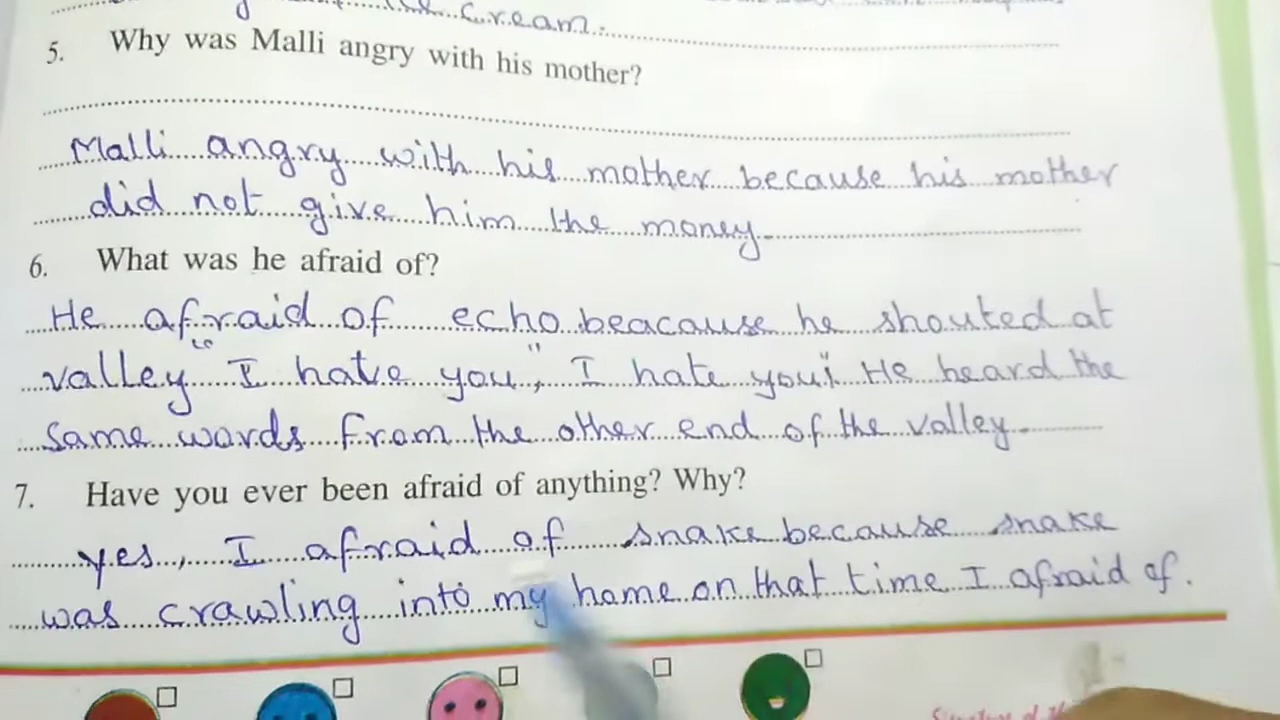 cream.
5. Why was Malli angry with his mother?
Malli angry with his mother because his mother
did not give him the money.
6. What was he afraid of?
He afraid of echo beacause he shouted at
valley "I hate you", I hate you". He heard the
same words from the other end of the valley.
7. Have you ever been afraid of anything? Why?
yes, I afraid of snake because snake
was crawling into my home on that time I afraid of.